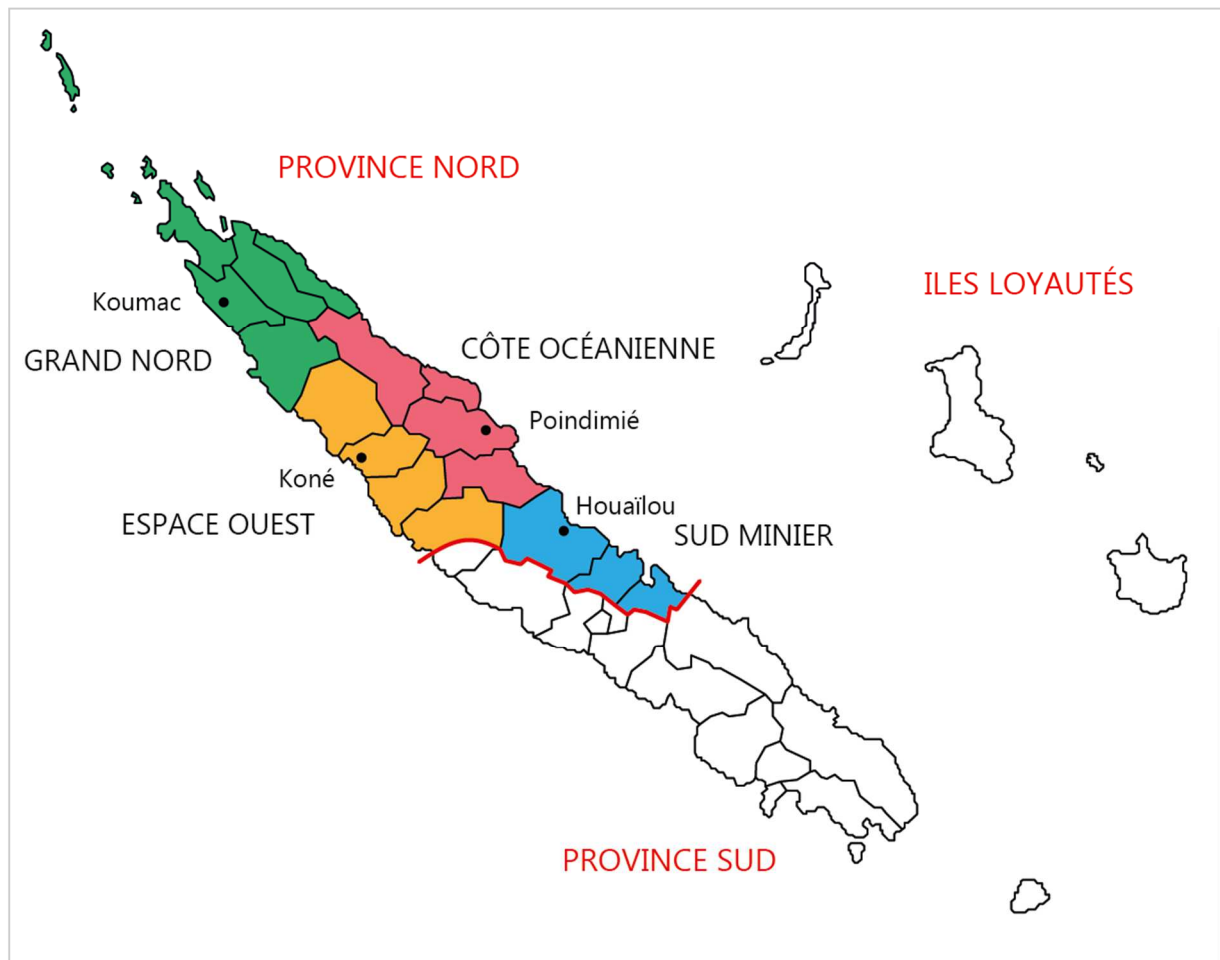 PROVINCE NORD
ILES LOYAUTÉS
Koumac
CÔTE OCÉANIENNE
GRAND NORD
Poindimié
Koné
Houaïlou
ESPACE OUEST
SUD MINIER
PROVINCE SUD